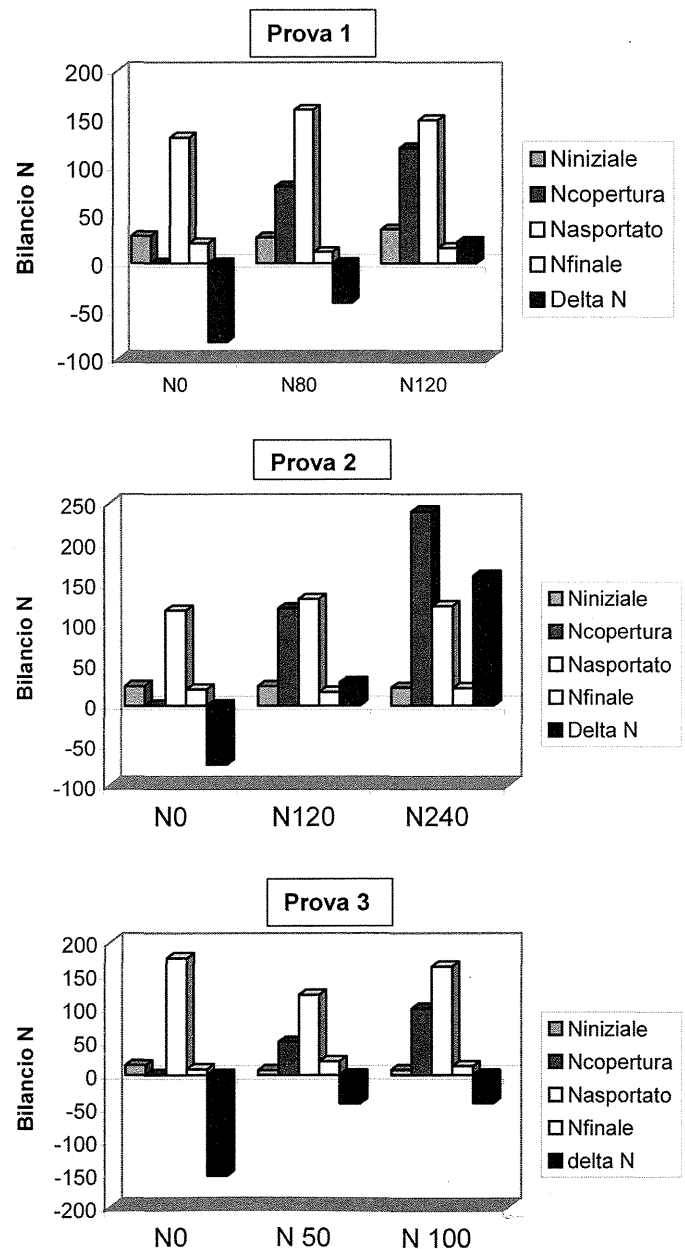 Prova 1
Bilancio N
200
150
100
50
0
-50
-100
N0 N80 N120
Niniziale
Ncopertura
Nasportato
Nfinale
Delta N
Prova 2
Bilancio N
250
200
150
100
50
0
-50
-100
N0 N120 N240
Niniziale
Ncopertura
Nasportato
Nfinale
Delta N
Prova 3
Bilancio N
200
150
100
50
0
-50
-100
-150
-200
N0 N 50 N 100
Niniziale
Ncopertura
Nasportato
Nfinale
delta N